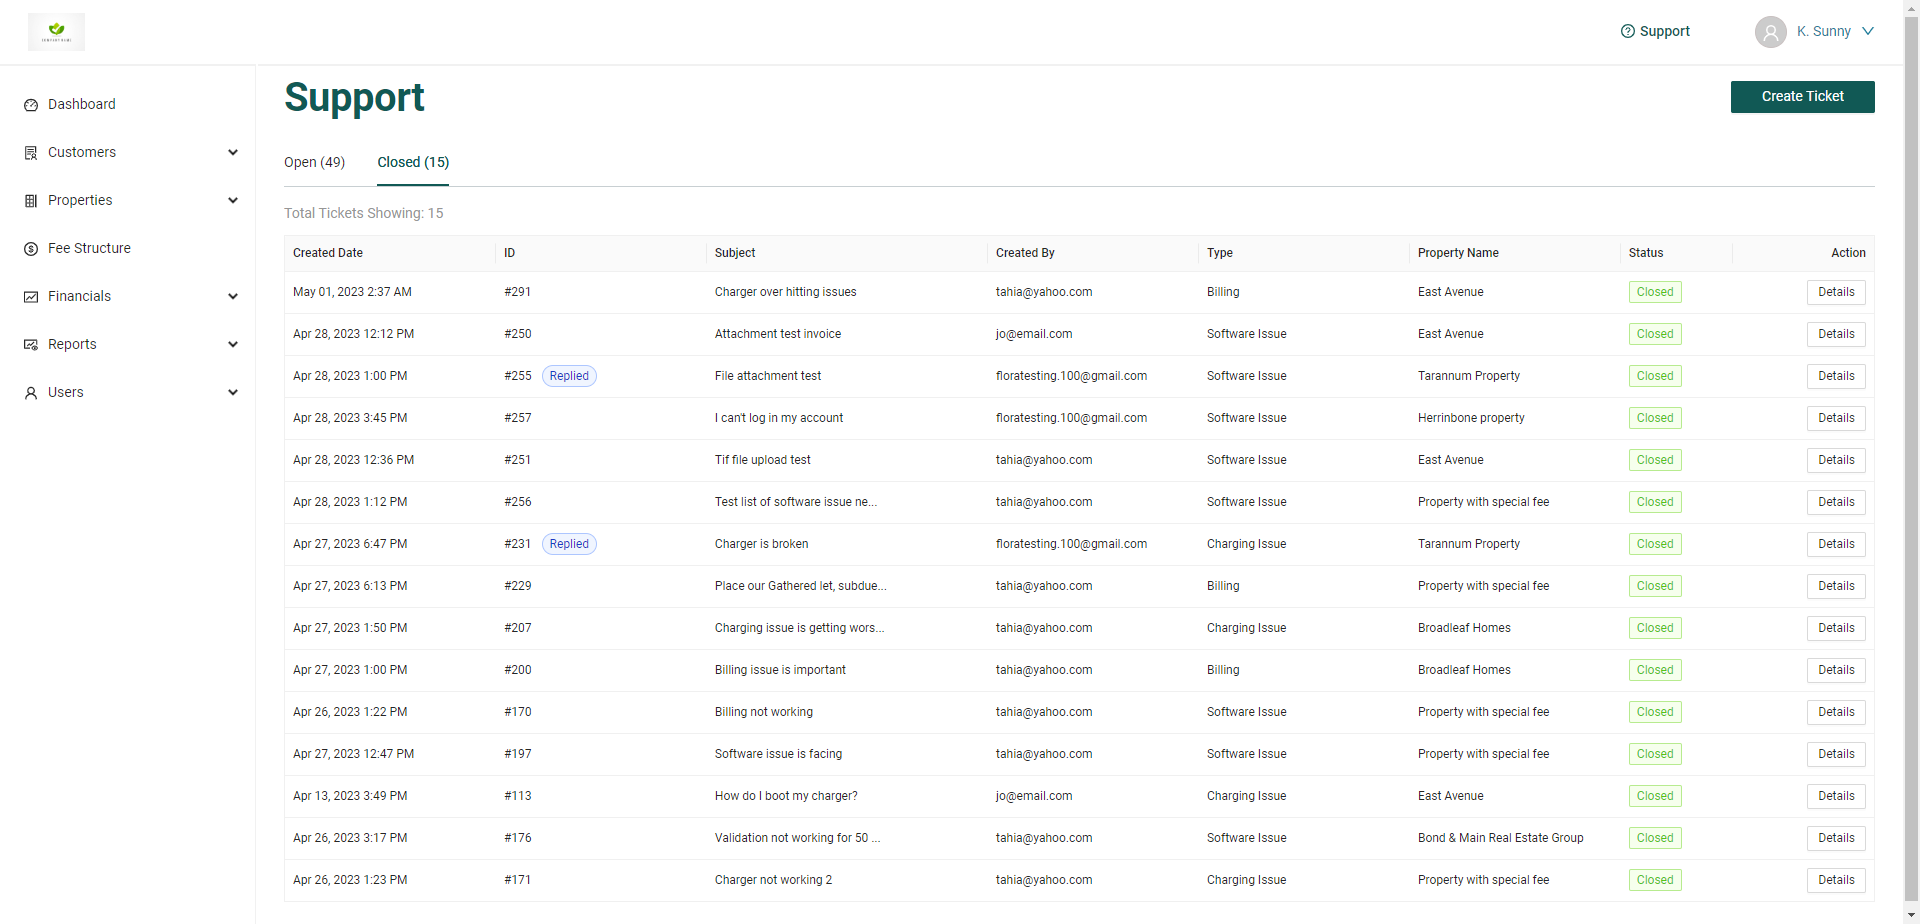 Support
K. Sunny
Dashboard
Customers
Properties
Fee Structure
Financials
Reports
Users
Support
Create Ticket
Open (49) Closed (15)
Total Tickets Showing: 15
Created Date ID Subject Created By Type Property Name Status Action
May 01, 2023 2:37 AM #291 Charger over hitting issues tahia@yahoo.com Billing East Avenue Closed Details
Apr 28, 2023 12:12 PM #250 Attachment test invoice jo@email.com Software Issue East Avenue Closed Details
Apr 28, 2023 1:00 PM #255 Replied File attachment test floratesting.100@gmail.com Software Issue Tarannum Property Closed Details
Apr 28, 2023 3:45 PM #257 I can't log in my account floratesting.100@gmail.com Software Issue Herrinbone property Closed Details
Apr 28, 2023 12:36 PM #251 Tif file upload test tahia@yahoo.com Software Issue East Avenue Closed Details
Apr 28, 2023 1:12 PM #256 Test list of software issue ne... tahia@yahoo.com Software Issue Property with special fee Closed Details
Apr 27, 2023 6:47 PM #231 Replied Charger is broken floratesting.100@gmail.com Charging Issue Tarannum Property Closed Details
Apr 27, 2023 6:13 PM #229 Place our Gathered let, subdue... tahia@yahoo.com Billing Property with special fee Closed Details
Apr 27, 2023 1:50 PM #207 Charging issue is getting wors... tahia@yahoo.com Charging Issue Broadleaf Homes Closed Details
Apr 27, 2023 1:00 PM #200 Billing issue is important tahia@yahoo.com Billing Broadleaf Homes Closed Details
Apr 26, 2023 1:22 PM #170 Billing not working tahia@yahoo.com Software Issue Property with special fee Closed Details
Apr 27, 2023 12:47 PM #197 Software issue is facing tahia@yahoo.com Software Issue Property with special fee Closed Details
Apr 13, 2023 3:49 PM #113 How do I boot my charger? jo@email.com Charging Issue East Avenue Closed Details
Apr 26, 2023 3:17 PM #176 Validation not working for 50 ... tahia@yahoo.com Software Issue Bond & Main Real Estate Group Closed Details
Apr 26, 2023 1:23 PM #171 Charger not working 2 tahia@yahoo.com Charging Issue Property with special fee Closed Details